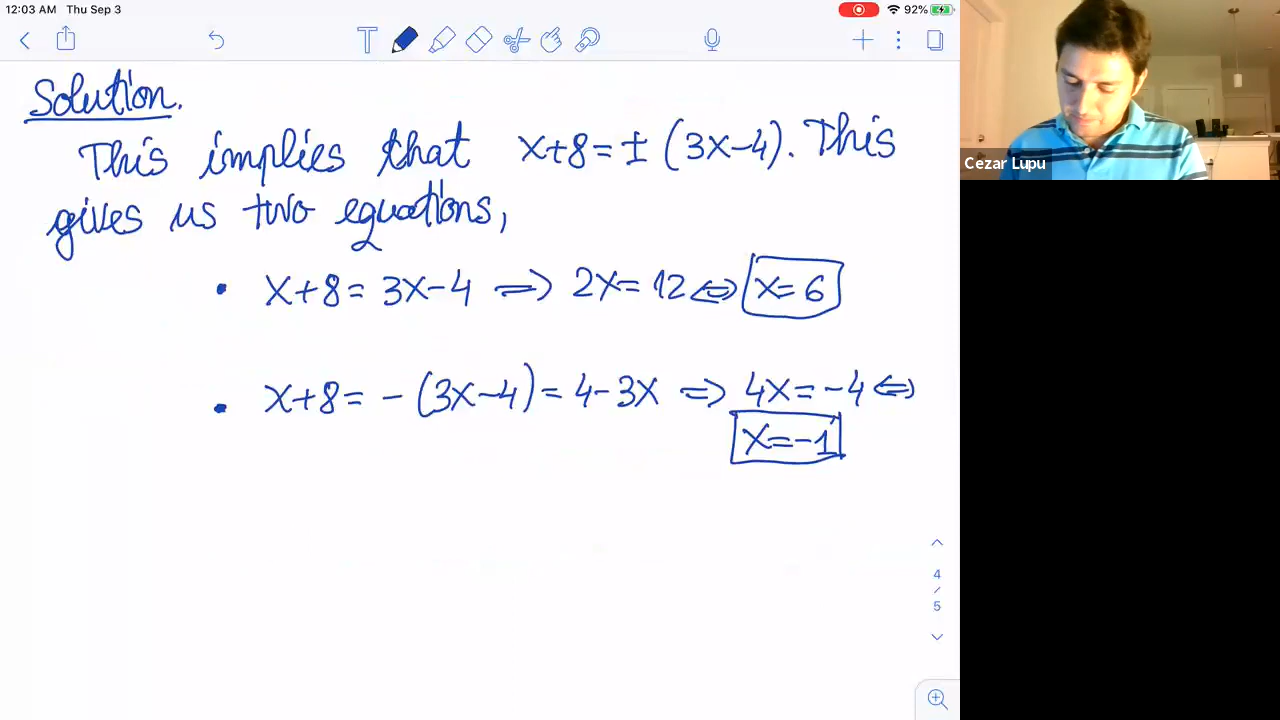 12:03 AM Thu Sep 3 92%
T
Solution.
This implies that x+8=±(3x-4). This
gives us two equations,
• x+8=3x-4 ⇒ 2x=12 ⇔ x=6
• x+8=-(3x-4)=4-3x ⇒ 4x=-4 ⇔
x=-1
4
/
5
Cezar Lupu